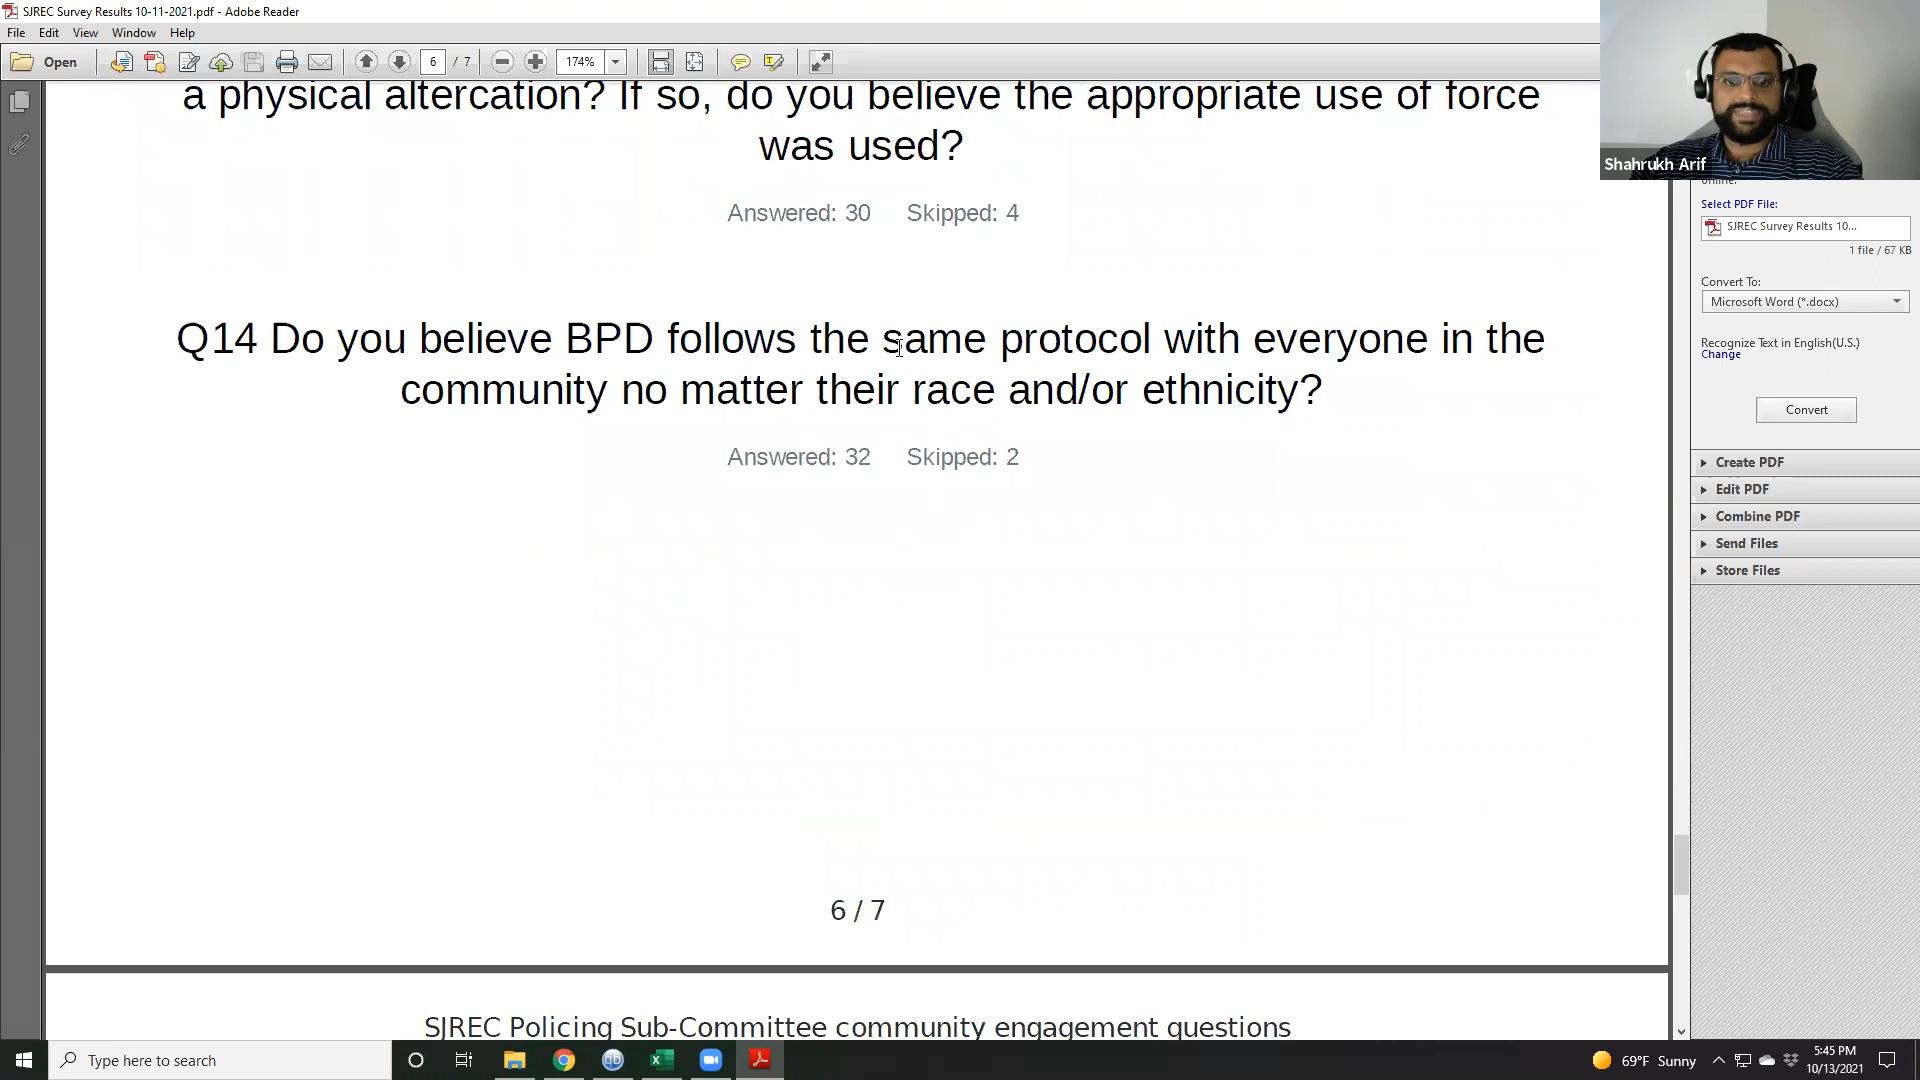 SJREC Survey Results 10-11-2021.pdf - Adobe Reader
File Edit View Window Help
Open 6 / 7 174%
a physical altercation? If so, do you believe the appropriate use of force
was used?
Answered: 30 Skipped: 4
Q14 Do you believe BPD follows the same protocol with everyone in the
community no matter their race and/or ethnicity?
Answered: 32 Skipped: 2
6 / 7
SJREC Policing Sub-Committee community engagement questions
Shahrukh Arif
online.
Select PDF File:
SJREC Survey Results 10...
1 file / 67 KB
Convert To:
Microsoft Word (*.docx)
Recognize Text in English(U.S.)
Change
Convert
Create PDF
Edit PDF
Combine PDF
Send Files
Store Files
Type here to search
69°F Sunny
5:45 PM
10/13/2021